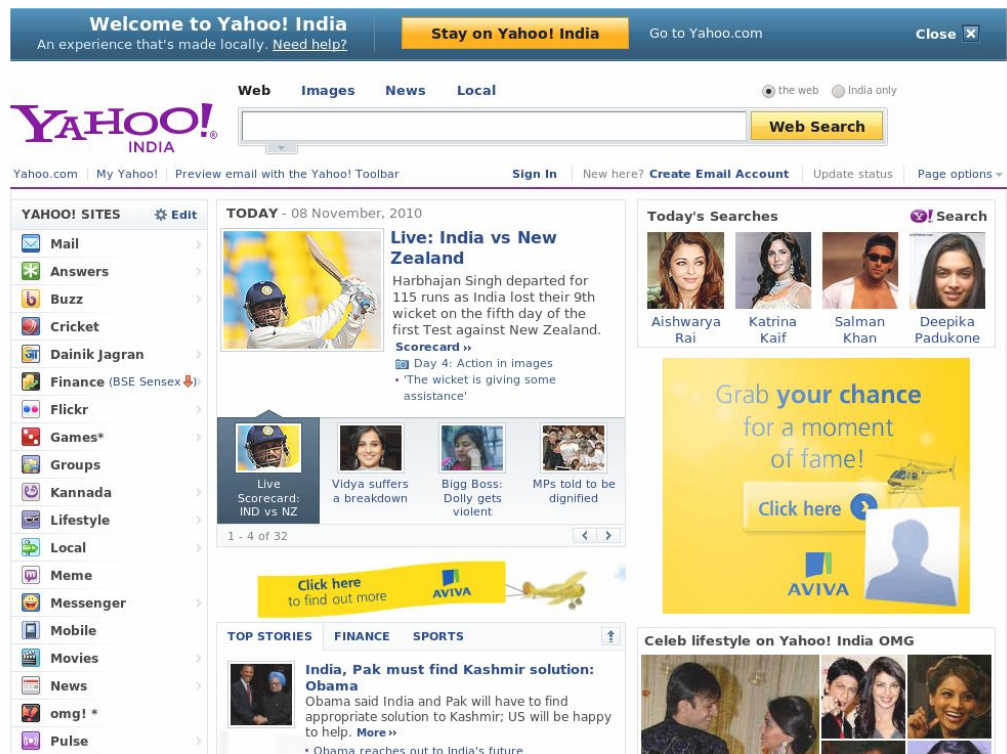 Welcome to Yahoo! India
An experience that's made locally. Need help?
Stay on Yahoo! India
Go to Yahoo.com
Close
Web Images News Local
the web India only
YAHOO!
INDIA
Web Search
Yahoo.com My Yahoo! Preview email with the Yahoo! Toolbar
Sign In New here? Create Email Account Update status Page options
YAHOO! SITES Edit
Mail
Answers
Buzz
Cricket
Dainik Jagran
Finance (BSE Sensex )
Flickr
Games*
Groups
Kannada
Lifestyle
Local
Meme
Messenger
Mobile
Movies
News
omg! *
Pulse
TODAY - 08 November, 2010
Live: India vs New
Zealand
Harbhajan Singh departed for
115 runs as India lost their 9th
wicket on the fifth day of the
first Test against New Zealand.
Scorecard »
Day 4: Action in images
• 'The wicket is giving some
assistance'
Live
Scorecard:
IND vs NZ
Vidya suffers
a breakdown
Bigg Boss:
Dolly gets
violent
MPs told to be
dignified
1 - 4 of 32
Click here
to find out more
AVIVA
TOP STORIES FINANCE SPORTS
India, Pak must find Kashmir solution:
Obama
Obama said India and Pak will have to find
appropriate solution to Kashmir; US will be happy
to help. More »
• Obama reaches out to India's future
Today's Searches
Y! Search
Aishwarya
Rai
Katrina
Kaif
Salman
Khan
Deepika
Padukone
Grab your chance
for a moment
of fame!
Click here
AVIVA
Celeb lifestyle on Yahoo! India OMG